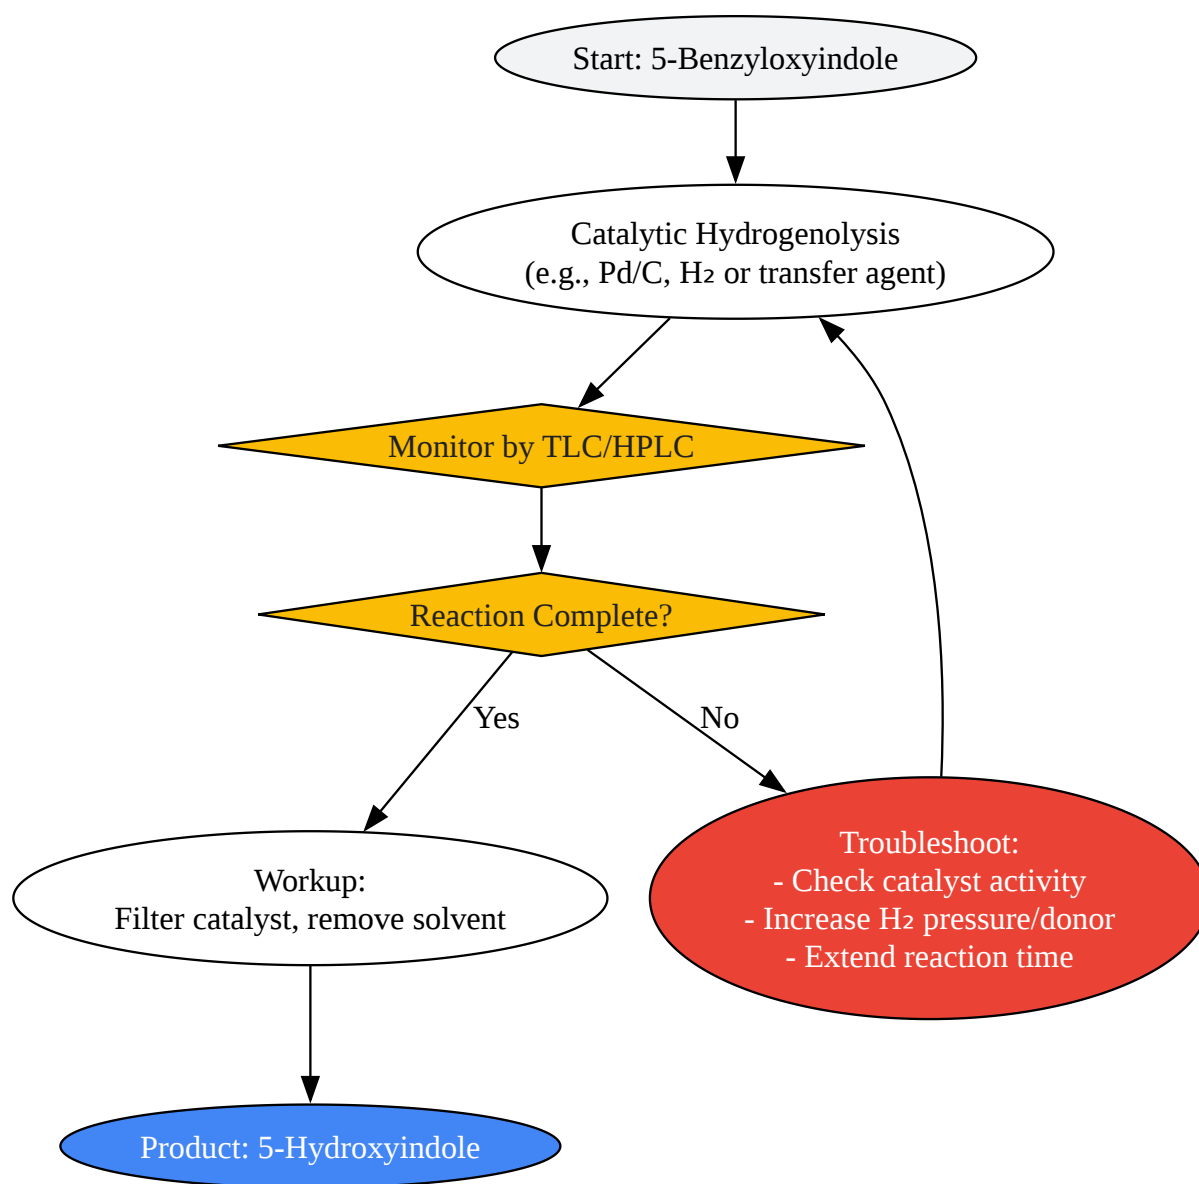 Start: 5-Benzyloxyindole
Catalytic Hydrogenolysis
(e.g., Pd/C, H₂ or transfer agent)
Monitor by TLC/HPLC
Reaction Complete?
Yes
No
Troubleshoot:
- Check catalyst activity
- Increase H₂ pressure/donor
- Extend reaction time
Workup:
Filter catalyst, remove solvent
Product: 5-Hydroxyindole